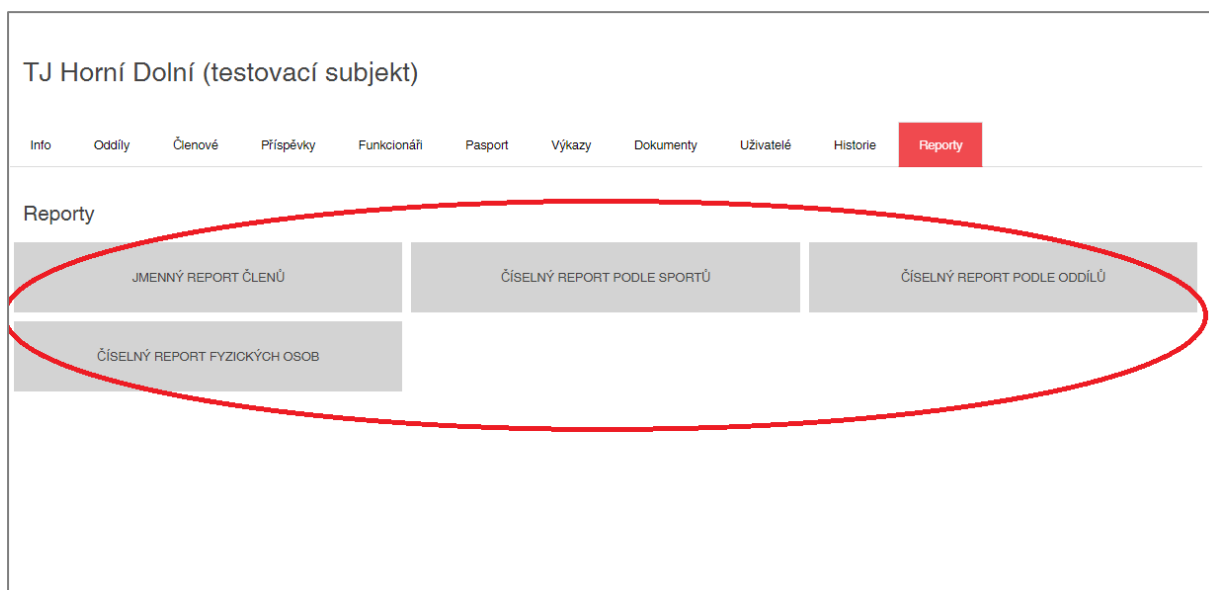 TJ Horní Dolní (testovací subjekt)
Info Oddíly Členové Příspěvky Funkcionáři Pasport Výkazy Dokumenty Uživatelé Historie Reporty
Reporty
JMENNÝ REPORT ČLENŮ ČÍSELNÝ REPORT PODLE SPORTŮ ČÍSELNÝ REPORT PODLE ODDÍLŮ
ČÍSELNÝ REPORT FYZICKÝCH OSOB